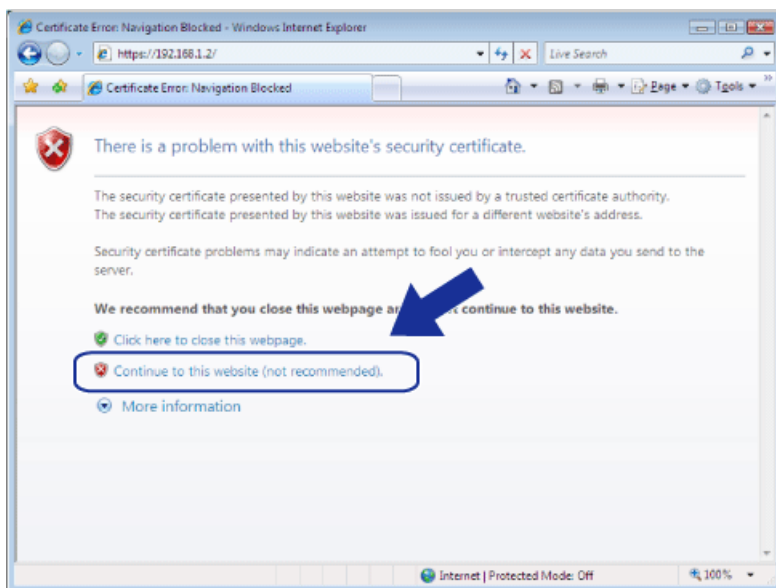 Certificate Error: Navigation Blocked - Windows Internet Explorer
https://192.168.1.2/
Live Search
Certificate Error: Navigation Blocked
Page
Tools
There is a problem with this website's security certificate.
The security certificate presented by this website was not issued by a trusted certificate authority.
The security certificate presented by this website was issued for a different website's address.
Security certificate problems may indicate an attempt to fool you or intercept any data you send to the
server.
We recommend that you close this webpage continue to this website.
Click here to close this webpage.
Continue to this website (not recommended).
More information
Internet | Protected Mode: Off
100%